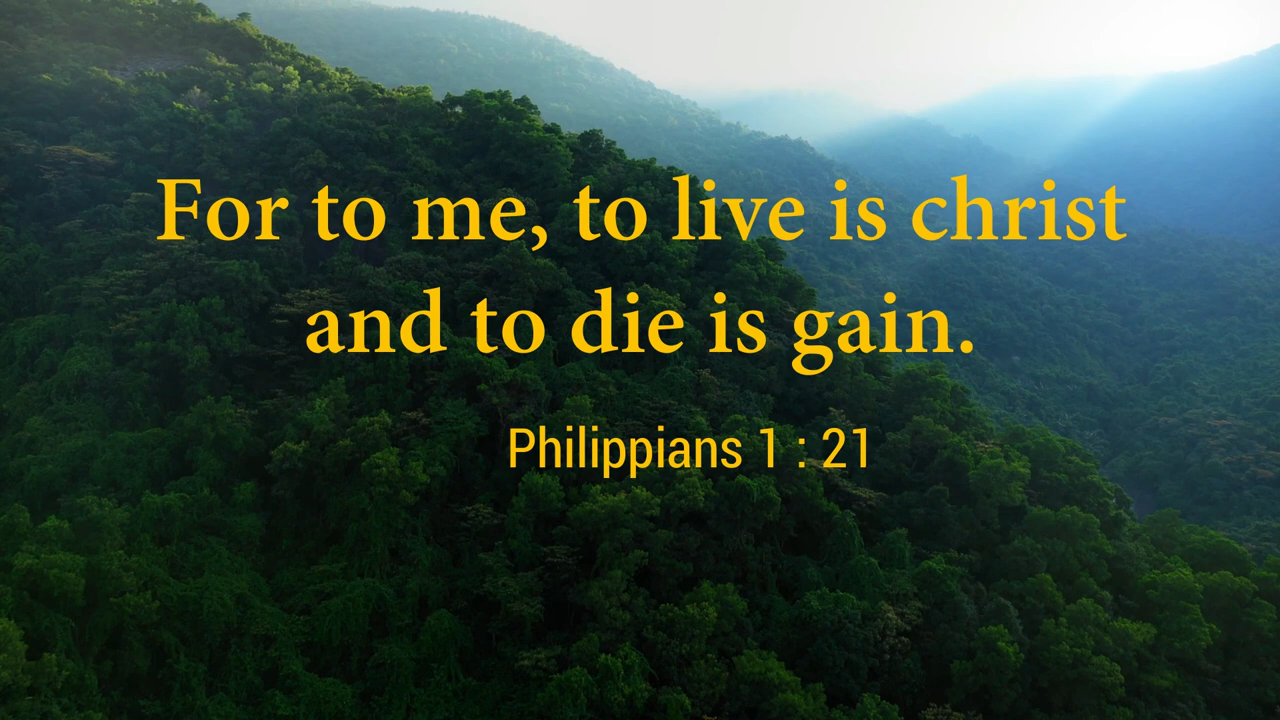 For to me, to live is christ
and to die is gain.
Philippians 1 : 21